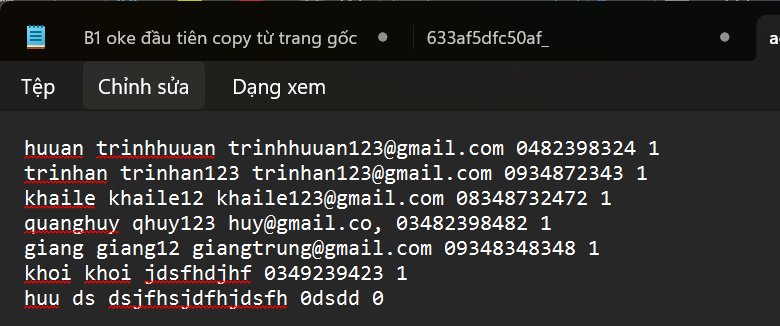 B1 oke đầu tiên copy từ trang gốc 633af5dfc50af_
Tệp Chỉnh sửa Dạng xem
huuan trinhhuuan trinhhuuan123@gmail.com 0482398324 1
trinhan trinhan123 trinhan123@gmail.com 0934872343 1
khaile khaile12 khaile123@gmail.com 08348732472 1
quanghuy qhuy123 huy@gmail.co, 03482398482 1
giang giang12 giangtrung@gmail.com 09348348348 1
khoi khoi jdsfhdjhf 0349239423 1
huu ds dsjfhsjdfhjdsfh 0dsdd 0